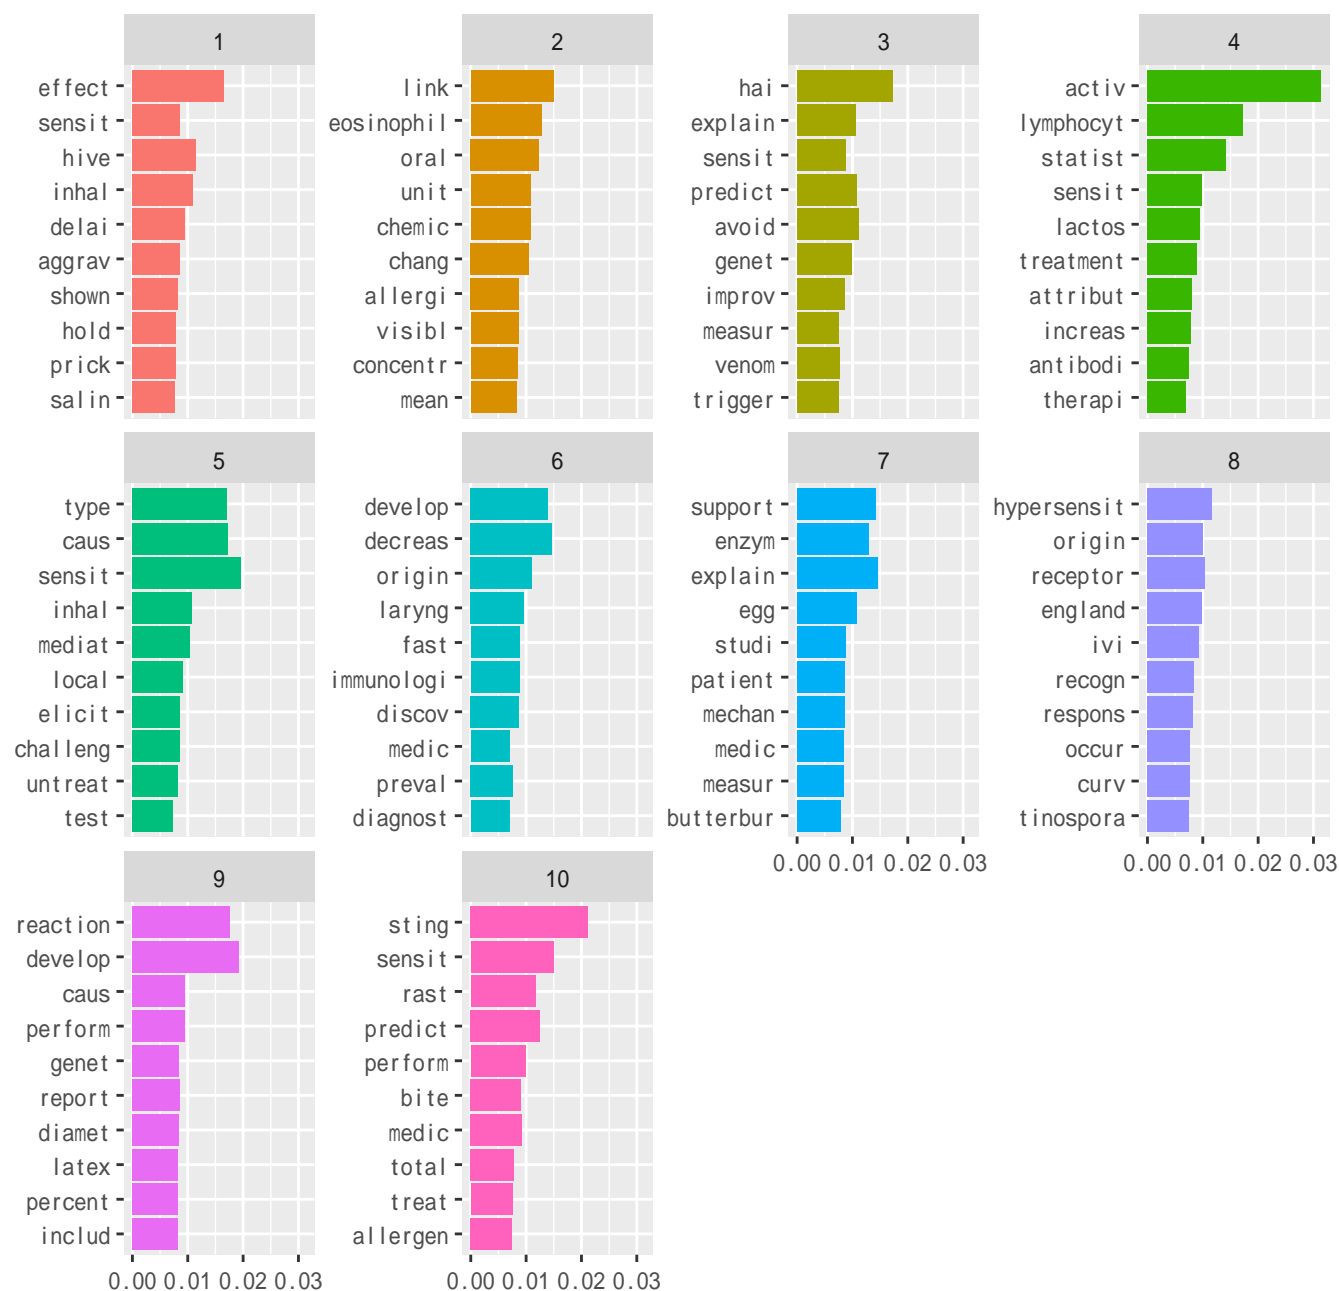 1
effect
sensit
hive
inhal
delai
aggrav
shown
hold
prick
salin
2
link
eosinophil
oral
unit
chemic
chang
allergi
visibl
concentr
mean
3
hai
explain
sensit
predict
avoid
genet
improv
measur
venom
trigger
4
activ
lymphocyt
statist
sensit
lactos
treatment
attribut
increas
antibodi
therapi
5
type
caus
sensit
inhal
mediat
local
elicit
challeng
untreat
test
6
develop
decreas
origin
laryng
fast
immunologi
discov
medic
preval
diagnost
7
support
enzym
explain
egg
studi
patient
mechan
medic
measur
butterbur
0.00 0.01 0.02 0.03
8
hypersensit
origin
receptor
england
ivi
recogn
respons
occur
curv
tinospora
0.00 0.01 0.02 0.03
9
reaction
develop
caus
perform
genet
report
diamet
latex
percent
includ
0.00 0.01 0.02 0.03
10
sting
sensit
rast
predict
perform
bite
medic
total
treat
allergen
0.00 0.01 0.02 0.03